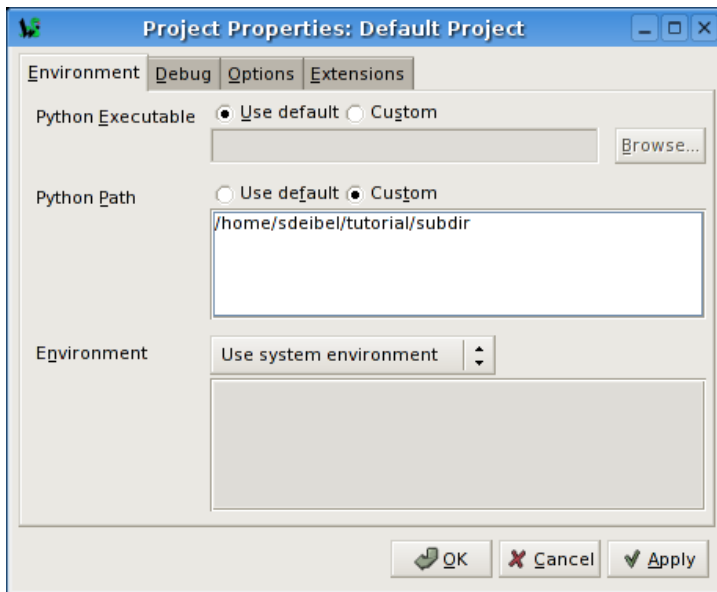 Project Properties: Default Project
Environment Debug Options Extensions
Python Executable Use default Custom
Browse...
Python Path Use default Custom
/home/sdeibel/tutorial/subdir
Environment Use system environment
OK Cancel Apply